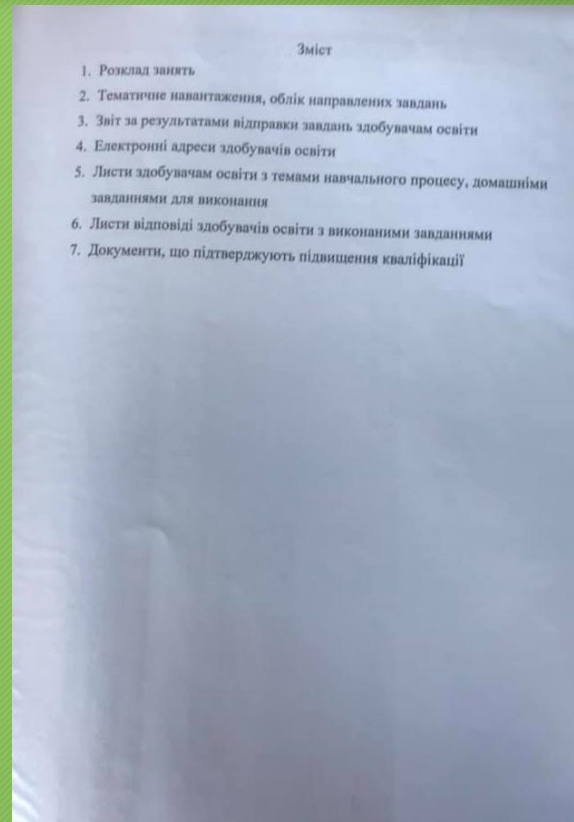 Зміст
1. Розклад занять
2. Тематичне навантаження, облік направлених завдань
3. Звіт за результатами відправки завдань здобувачам освіти
4. Електронні адреси здобувачів освіти
5. Листи здобувачам освіти з темами навчального процесу, домашніми
завданнями для виконання
6. Листи відповіді здобувачів освіти з виконаними завданнями
7. Документи, що підтверджують підвищення кваліфікації